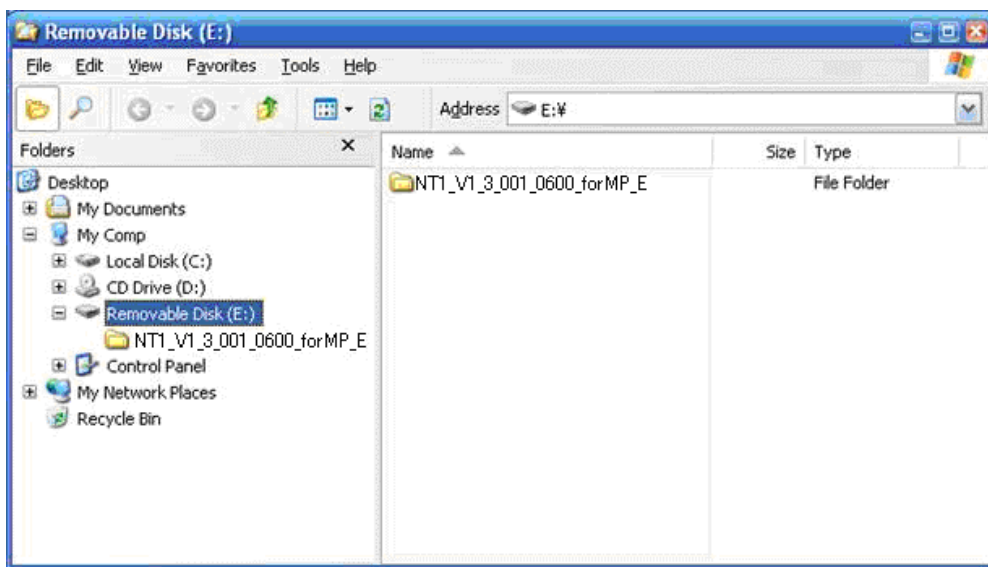 Removable Disk (E:)
File Edit View Favorites Tools Help
Address E:¥
Folders
Name Size Type
Desktop
NT1_V1_3_001_0600_forMP_E File Folder
My Documents
My Comp
Local Disk (C:)
CD Drive (D:)
Removable Disk (E:)
NT1_V1_3_001_0600_forMP_E
Control Panel
My Network Places
Recycle Bin